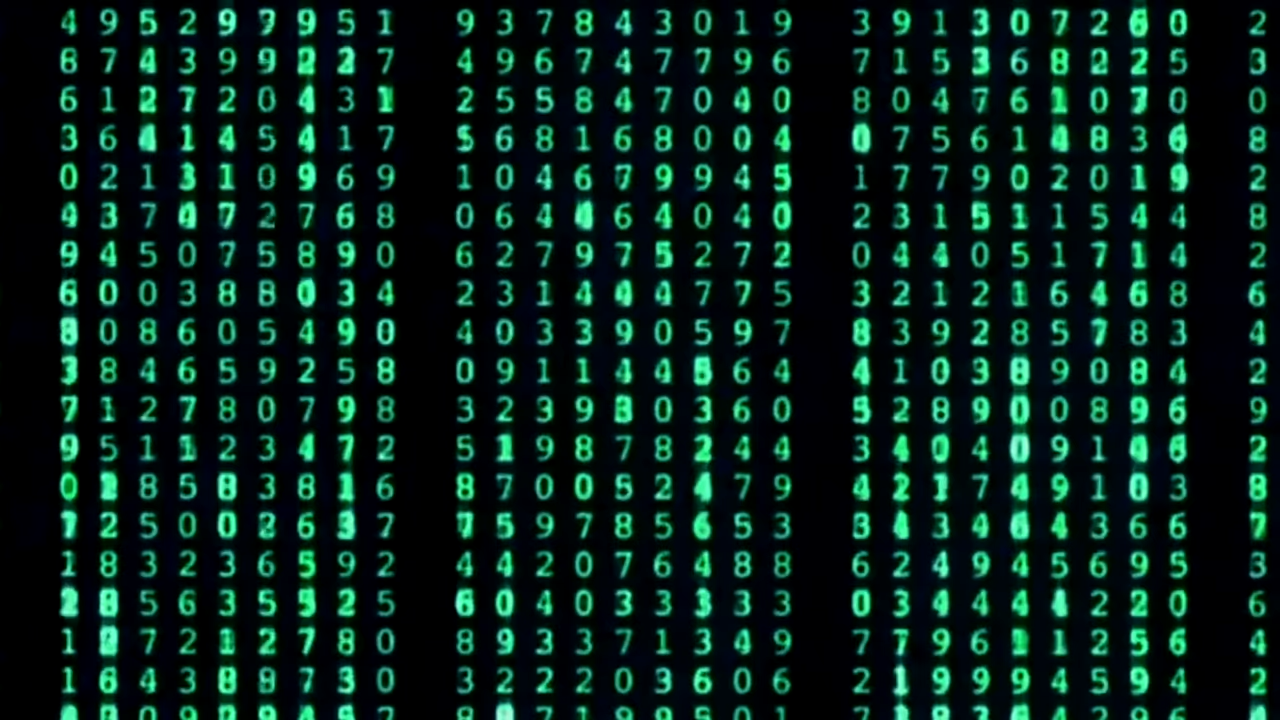 4 9 5 2 9 9 9 5 1 9 3 7 8 4 3 0 1 9 3 9 1 3 0 7 2 6 0 2
6 7 4 3 9 9 2 2 7 4 9 6 7 4 7 7 9 6 7 1 5 3 6 8 2 2 5 3
6 1 2 7 2 0 4 3 1 2 5 5 8 4 7 0 4 0 8 0 4 7 6 1 0 7 0 0
3 6 4 1 4 5 4 1 7 5 6 8 1 6 8 0 0 4 0 7 5 6 1 4 8 3 6 8
0 2 1 3 1 0 9 6 9 1 0 4 6 7 9 9 4 5 1 7 7 9 0 2 0 1 9 2
4 3 7 4 7 2 7 6 8 0 6 4 4 6 4 0 4 0 2 3 1 5 1 1 5 4 4 8
9 4 5 0 7 5 8 9 0 6 2 7 9 7 5 2 7 2 0 4 4 0 5 1 7 1 4 2
6 0 0 3 8 8 0 3 4 2 3 1 4 4 4 7 7 5 3 2 1 2 1 6 4 6 8 6
8 0 8 6 0 5 4 9 0 4 0 3 3 9 0 5 9 7 8 3 9 2 8 5 7 8 3 4
3 8 4 6 5 9 2 5 8 0 9 1 1 4 4 6 4 4 1 0 3 8 9 0 8 4 2
7 1 2 7 8 0 7 9 8 3 2 3 9 3 0 3 6 0 5 2 8 9 0 0 8 9 6 9
9 5 1 1 2 3 4 7 2 5 1 9 8 7 8 2 4 4 3 4 0 4 0 9 1 4 6 2
0 8 5 8 3 8 1 6 8 7 0 0 5 2 4 7 9 4 2 1 7 4 9 1 0 3 8
7 2 5 0 0 2 6 3 7 7 5 9 7 8 5 6 5 3 8 4 3 4 6 4 3 6 6 7
1 8 3 2 3 6 5 9 2 4 4 2 0 7 6 4 8 8 6 2 4 9 4 5 6 9 5 3
2 8 5 6 3 5 5 2 5 6 0 4 0 3 3 3 3 3 0 3 4 4 4 4 2 2 0 6
1 7 2 1 2 7 8 0 8 9 3 3 7 1 3 4 9 7 7 9 6 1 1 2 5 6 4
1 6 4 3 8 8 7 3 0 3 2 2 2 0 3 6 0 6 2 1 9 9 9 4 5 9 4 2